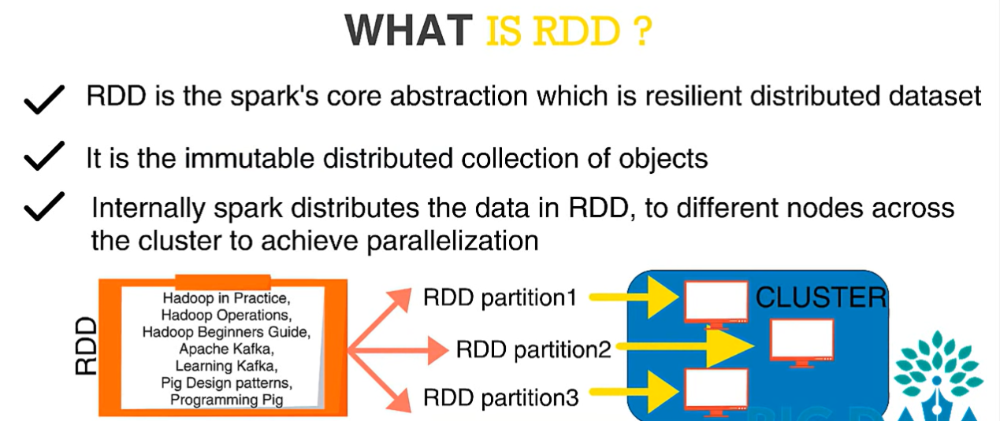 WHAT IS RDD ?
RDD is the spark's core abstraction which is resilient distributed dataset
It is the immutable distributed collection of objects
Internally spark distributes the data in RDD, to different nodes across
the cluster to achieve parallelization
RDD
Hadoop in Practice,
Hadoop Operations,
Hadoop Beginners Guide,
Apache Kafka,
Learning Kafka,
Pig Design patterns,
Programming Pig
RDD partition1
RDD partition2
RDD partition3
CLUSTER